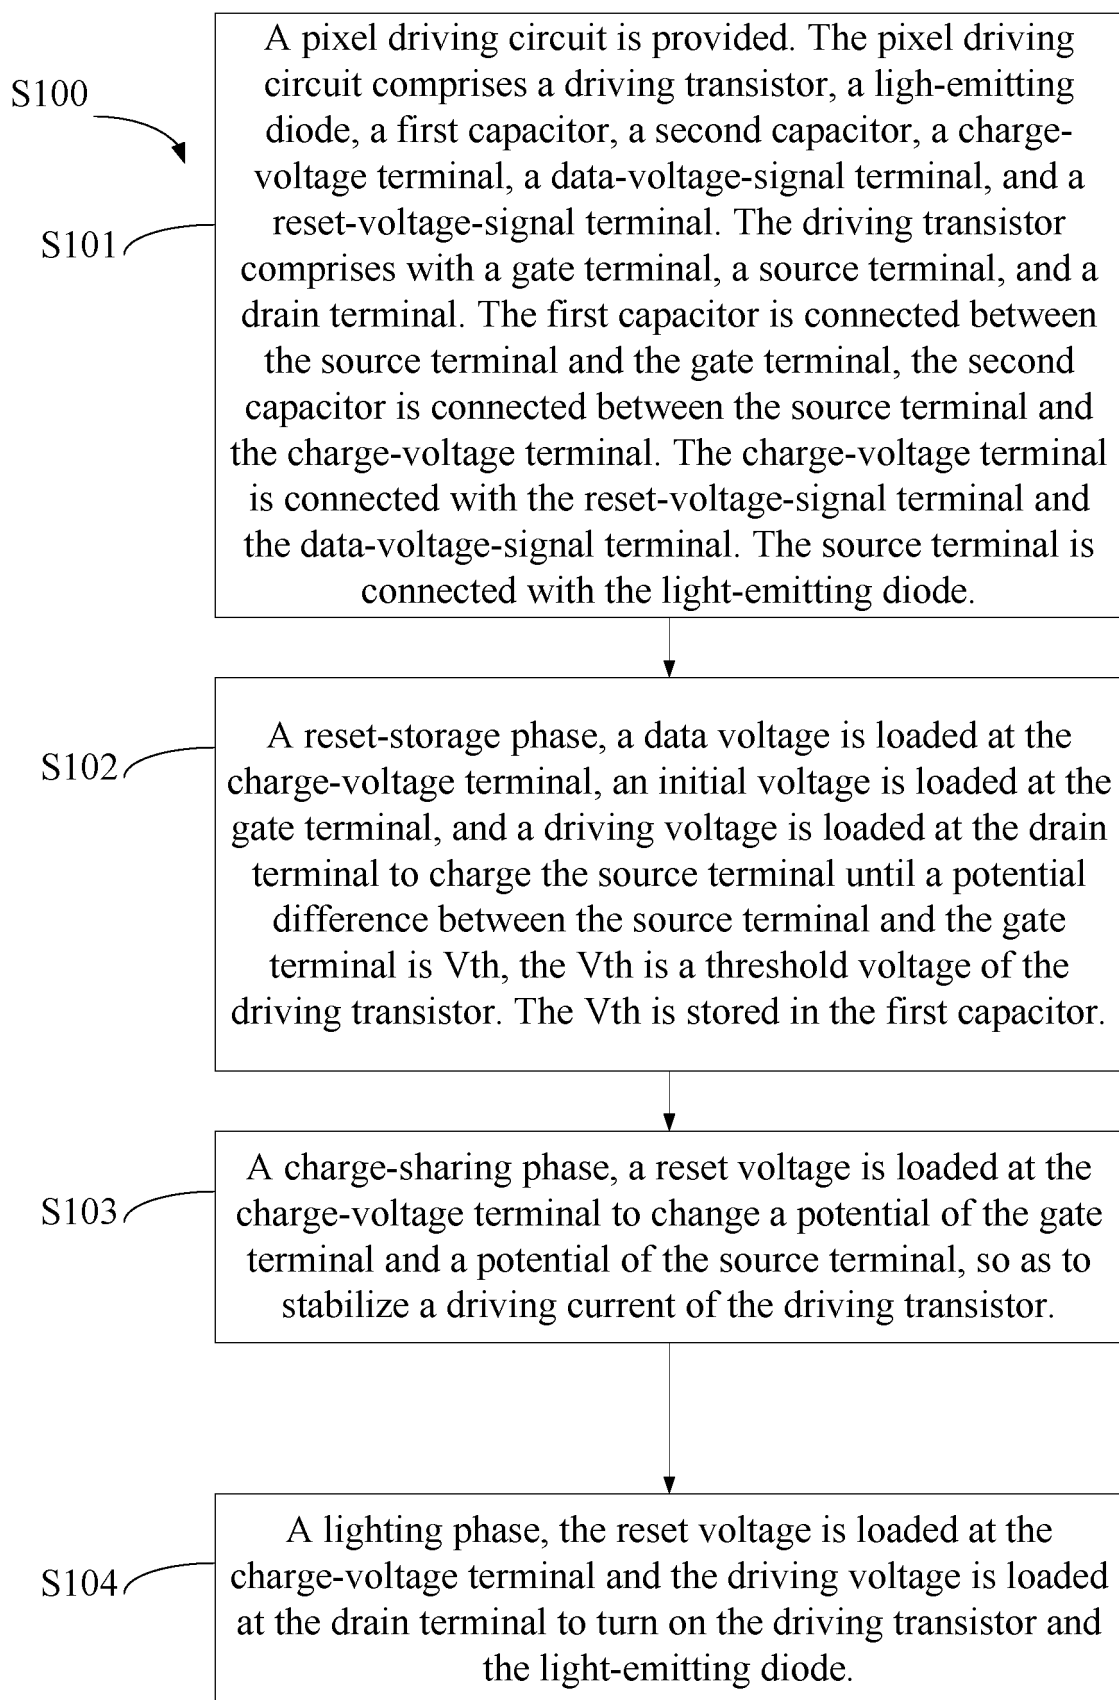 S100
A pixel driving circuit is provided. The pixel driving
circuit comprises a driving transistor, a ligh-emitting
diode, a first capacitor, a second capacitor, a charge-
voltage terminal, a data-voltage-signal terminal, and a
reset-voltage-signal terminal. The driving transistor
comprises with a gate terminal, a source terminal, and a
drain terminal. The first capacitor is connected between
the source terminal and the gate terminal, the second
capacitor is connected between the source terminal and
the charge-voltage terminal. The charge-voltage terminal
is connected with the reset-voltage-signal terminal and
the data-voltage-signal terminal. The source terminal is
connected with the light-emitting diode.
S101
A reset-storage phase, a data voltage is loaded at the
charge-voltage terminal, an initial voltage is loaded at the
gate terminal, and a driving voltage is loaded at the drain
terminal to charge the source terminal until a potential
difference between the source terminal and the gate
terminal is Vth, the Vth is a threshold voltage of the
driving transistor. The Vth is stored in the first capacitor.
S102
A charge-sharing phase, a reset voltage is loaded at the
charge-voltage terminal to change a potential of the gate
terminal and a potential of the source terminal, so as to
stabilize a driving current of the driving transistor.
S103
A lighting phase, the reset voltage is loaded at the
charge-voltage terminal and the driving voltage is loaded
at the drain terminal to turn on the driving transistor and
the light-emitting diode.
S104